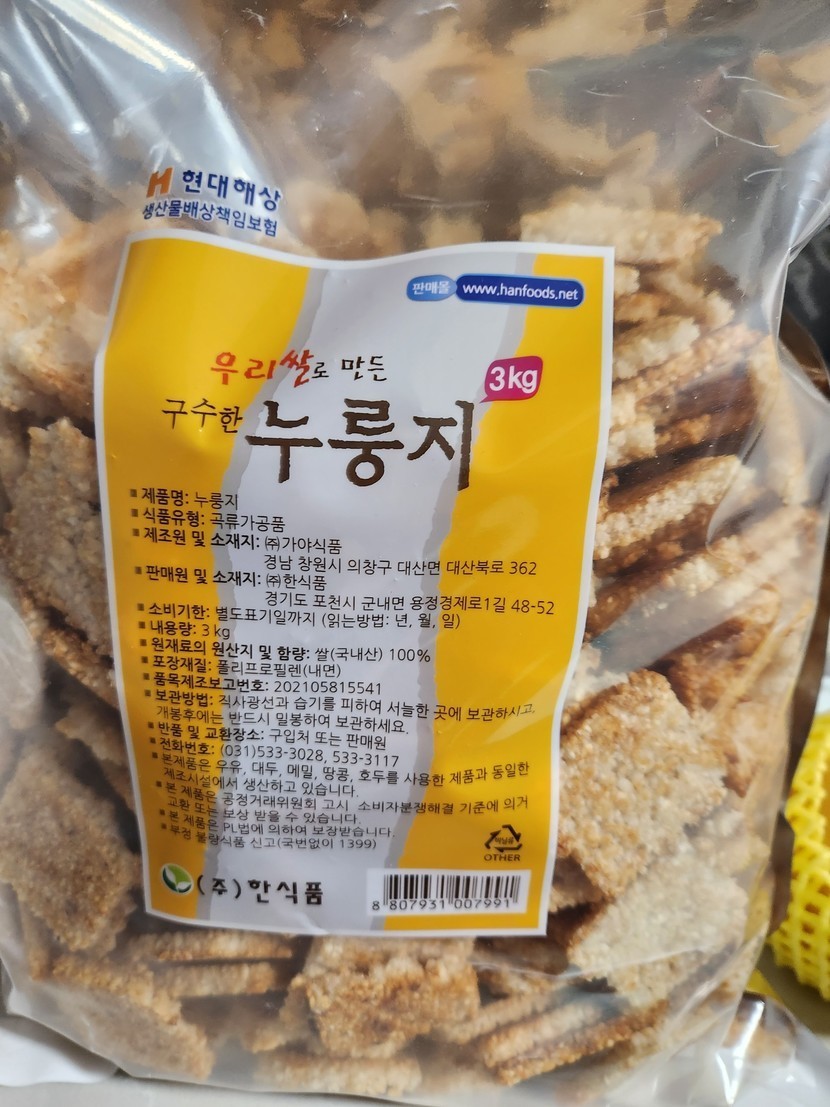 H 현대해상
생산물배상책임보험
판매몰 www.hanfoods.net
우리쌀로 만든
3kg
구수한 누룽지
제품명: 누룽지
식품유형: 곡류가공품
제조원 및 소재지: ㈜가야식품
경남 창원시 의창구 대산면 대산북로 362
판매원 및 소재지: ㈜한식품
경기도 포천시 군내면 용정경제로1길 48-52
소비기한: 별도표기일까지 (읽는방법: 년, 월, 일)
내용량: 3kg
원재료의 원산지 및 함량: 쌀(국내산) 100%
포장재질: 폴리프로필렌(내면)
품목제조보고번호: 202105815541
보관방법: 직사광선과 습기를 피하여 서늘한 곳에 보관하시고,
개봉후에는 반드시 밀봉하여 보관하세요.
반품 및 교환장소: 구입처 또는 판매원
전화번호: (031)533-3028, 533-3117
본제품은 우유, 대두, 메밀, 땅콩, 호두를 사용한 제품과 동일한
제조시설에서 생산하고 있습니다.
본 제품은 공정거래위원회 고시 소비자분쟁해결 기준에 의거
교환 또는 보상 받을 수 있습니다.
본 제품은 PL법에 의하여 보장받습니다.
부정 불량식품 신고(국번없이 1399)
OTHER
(주)한식품
8 807931 007991